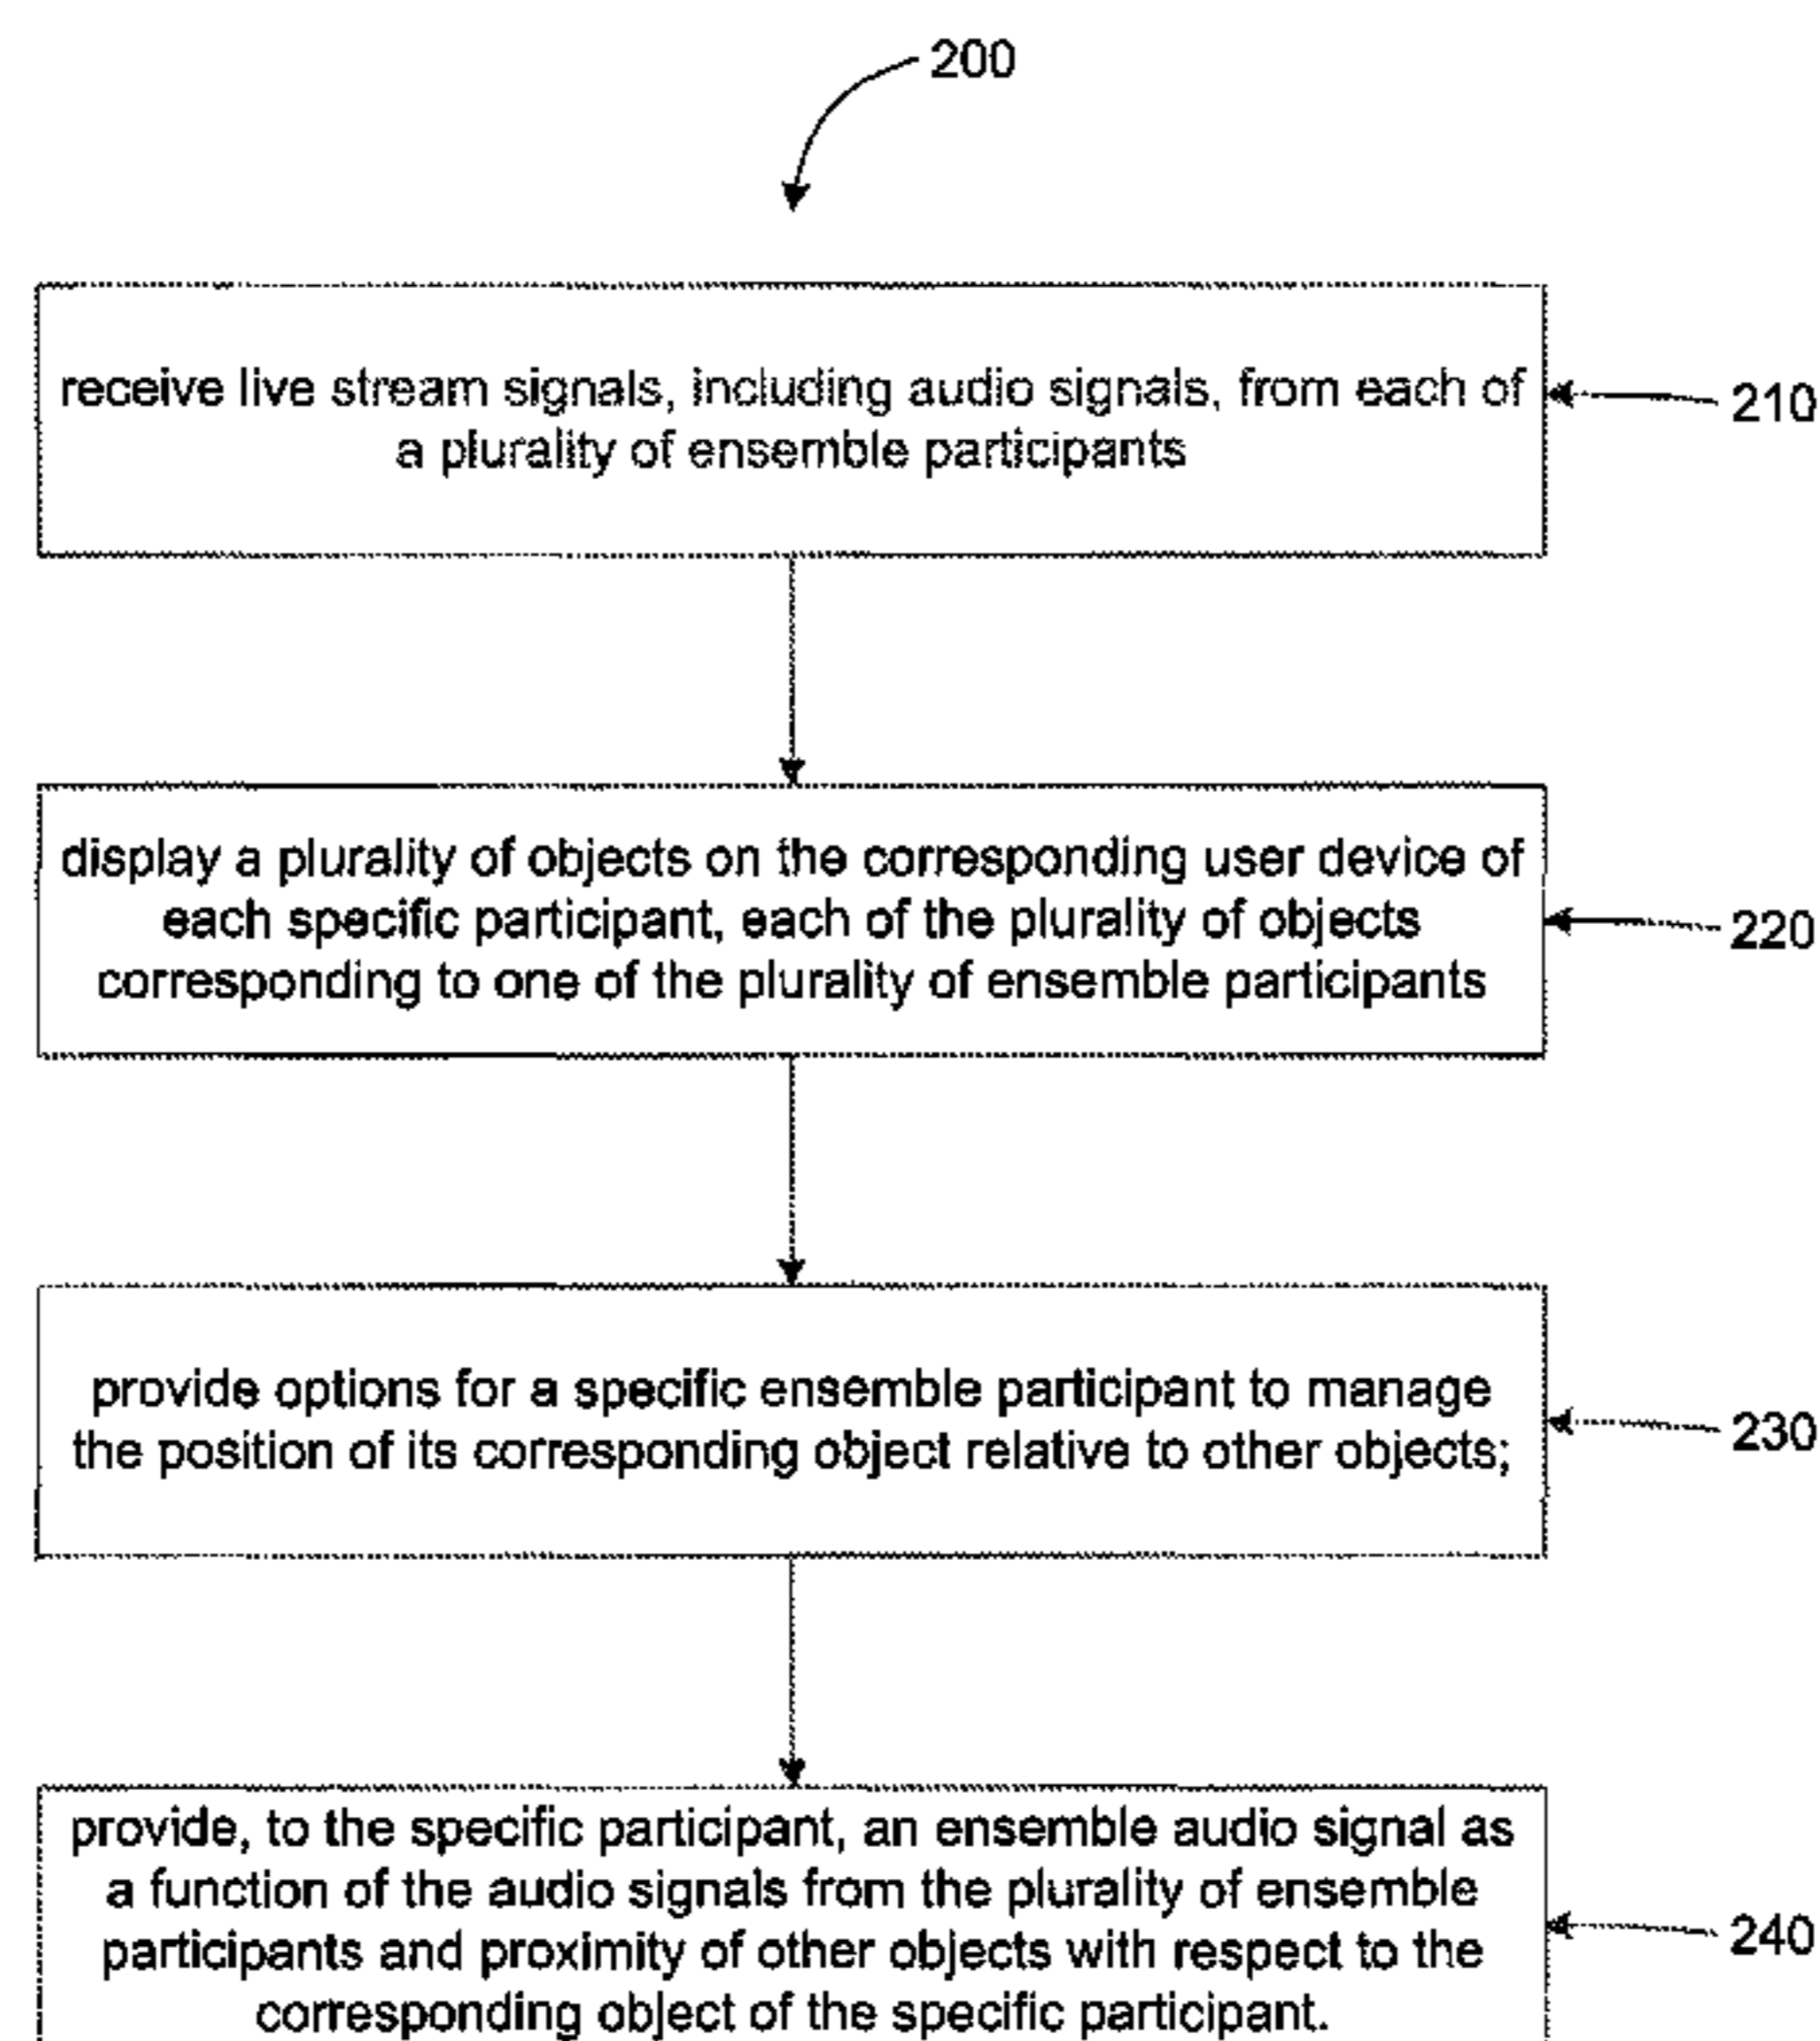 200
receive live stream signals, including audio signals, from each of
a plurality of ensemble participants
210
display a plurality of objects on the corresponding user device of
each specific participant, each of the plurality of objects
corresponding to one of the plurality of ensemble participants
220
provide options for a specific ensemble participant to manage
the position of its corresponding object relative to other objects;
230
provide, to the specific participant, an ensemble audio signal as
a function of the audio signals from the plurality of ensemble
participants and proximity of other objects with respect to the
corresponding object of the specific participant.
240